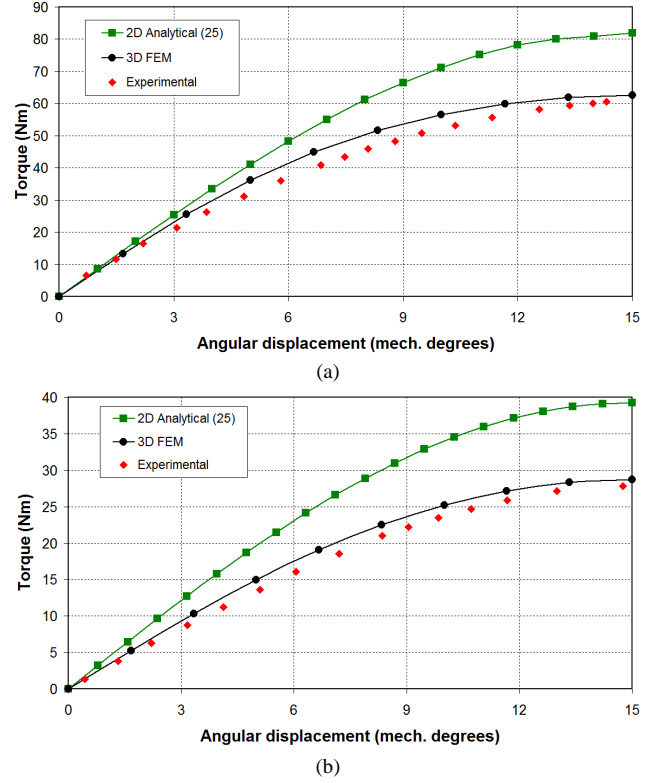 90
80
70
60
50
40
30
20
10
0
Torque (Nm)
2D Analytical (25)
3D FEM
Experimental
0 3 6 9 12 15
Angular displacement (mech. degrees)
(a)
40
35
30
25
20
15
10
5
0
Torque (Nm)
2D Analytical (25)
3D FEM
Experimental
0 3 6 9 12 15
Angular displacement (mech. degrees)
(b)